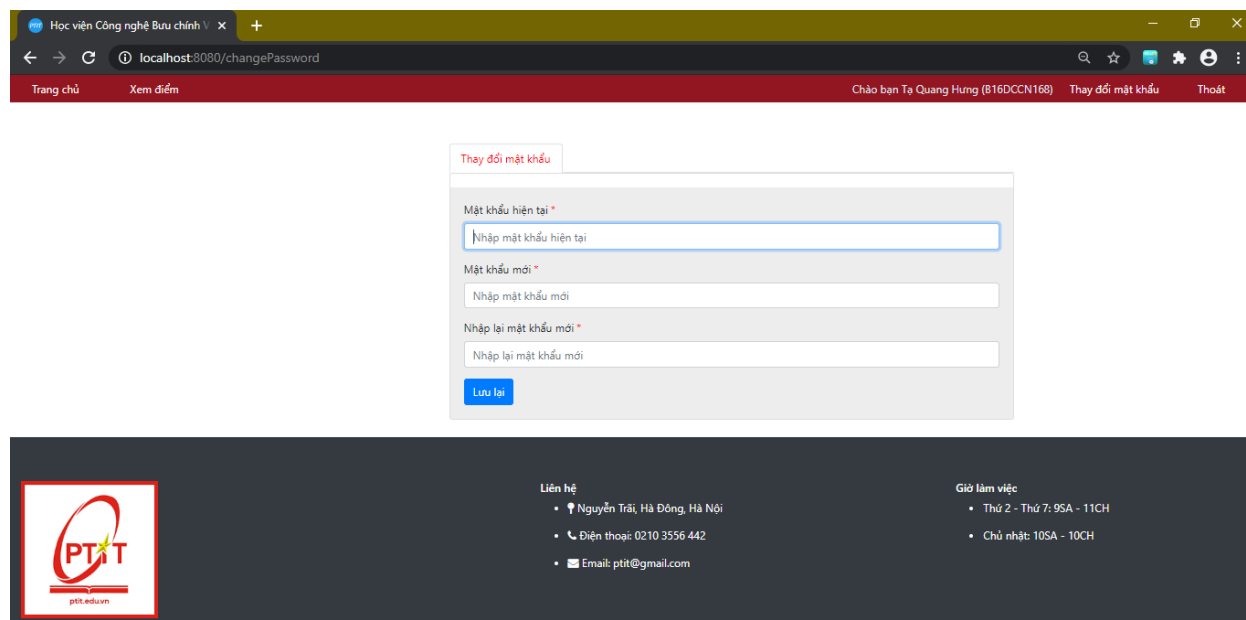 Học viện Công nghệ Bưu chính V
localhost:8080/changePassword
Trang chủ Xem điểm Chào bạn Tạ Quang Hưng (B16DCCN168) Thay đổi mật khẩu Thoát
Thay đổi mật khẩu
Mật khẩu hiện tại *
Nhập mật khẩu hiện tại
Mật khẩu mới *
Nhập mật khẩu mới
Nhập lại mật khẩu mới *
Nhập lại mật khẩu mới
Lưu lại
PTIT
ptit.edu.vn
Liên hệ
Nguyễn Trãi, Hà Đông, Hà Nội
Điện thoại: 0210 3556 442
Email: ptit@gmail.com
Giờ làm việc
Thứ 2 - Thứ 7: 9SA - 11CH
Chủ nhật: 10SA - 10CH